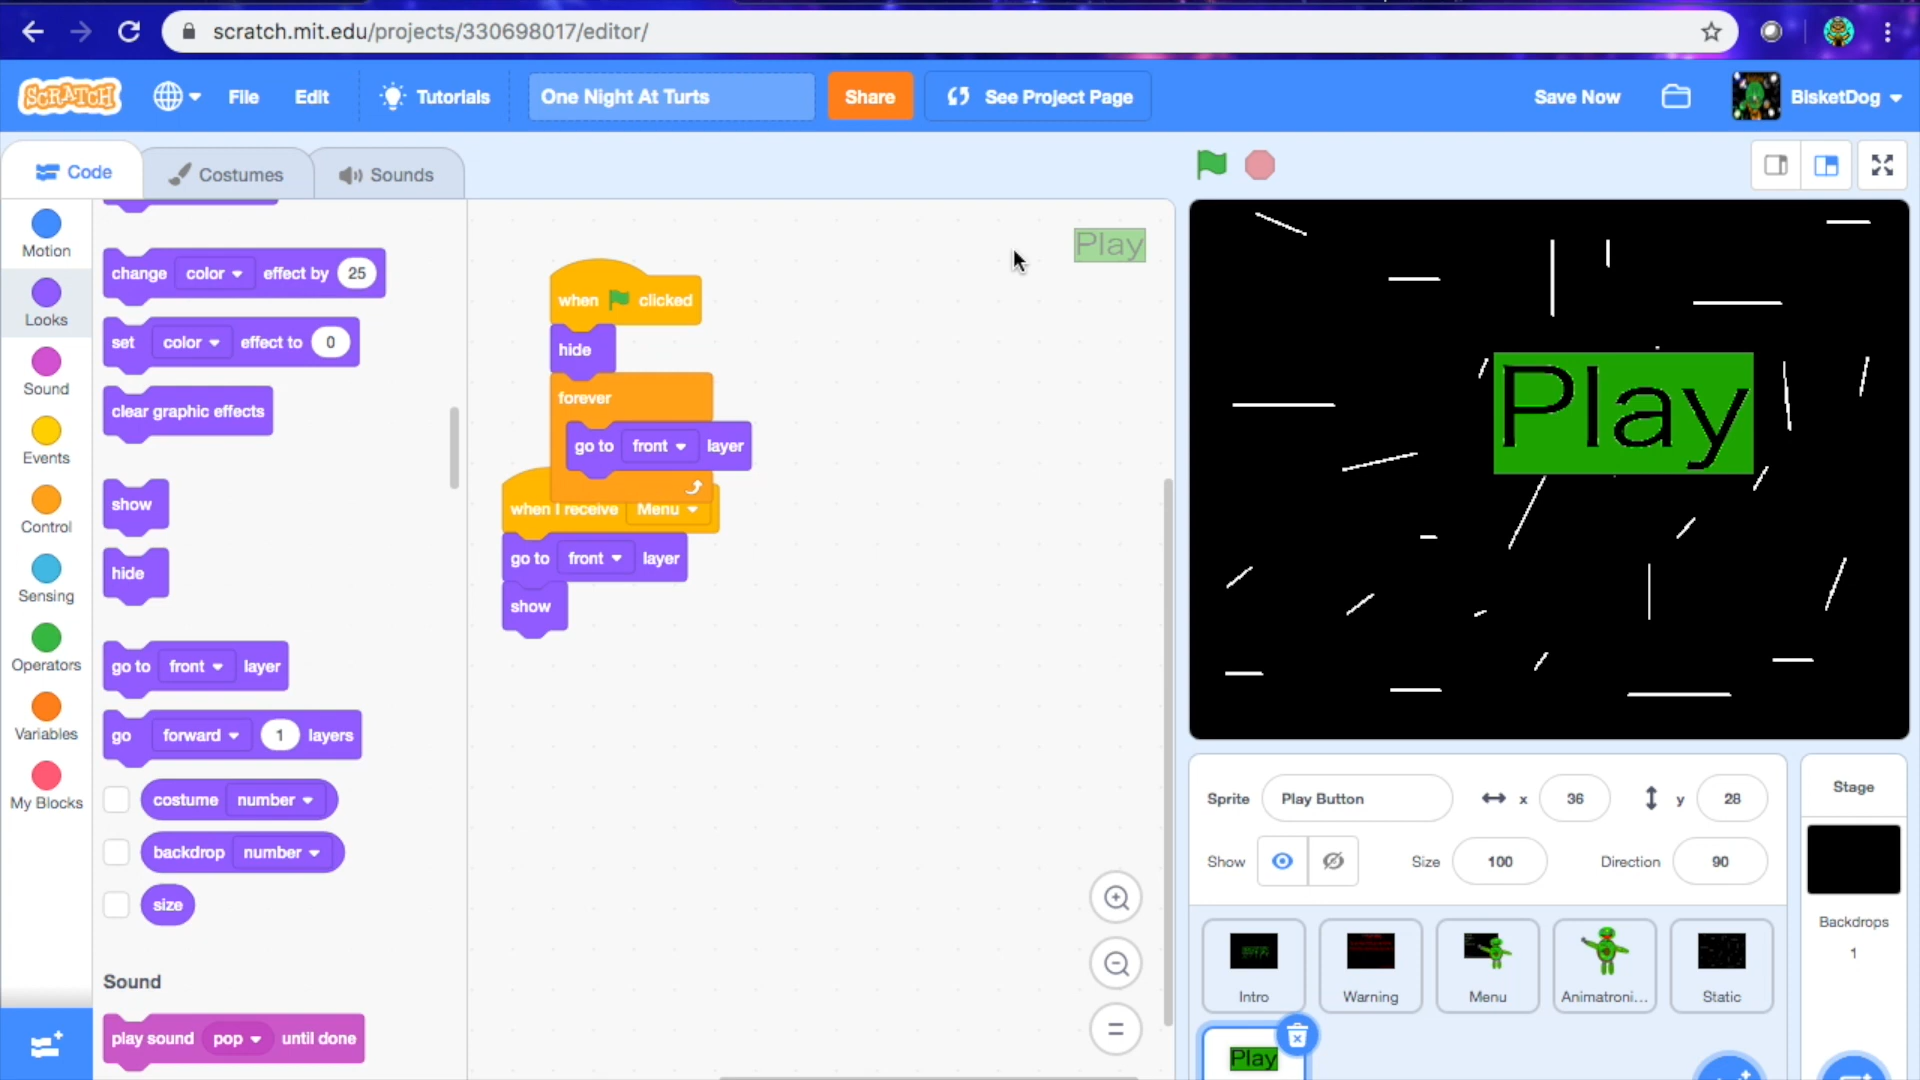 scratch.mit.edu/projects/330698017/editor/
SCRATCH
File
Edit
Tutorials
One Night At Turts
Share
See Project Page
Save Now
BlsketDog
Code
Costumes
Sounds
Motion
Looks
Sound
Events
Control
Sensing
Operators
Variables
My Blocks
change color effect by 25
set color effect to 0
clear graphic effects
show
hide
go to front layer
go forward 1 layers
costume number
backdrop number
size
Sound
play sound pop until done
when clicked
hide
forever
go to front layer
when I receive Menu
go to front layer
show
Play
Play
Sprite Play Button x 36 y 28
Show Size 100 Direction 90
Intro
Warning
Menu
Animatroni...
Static
Play
Stage
Backdrops
1